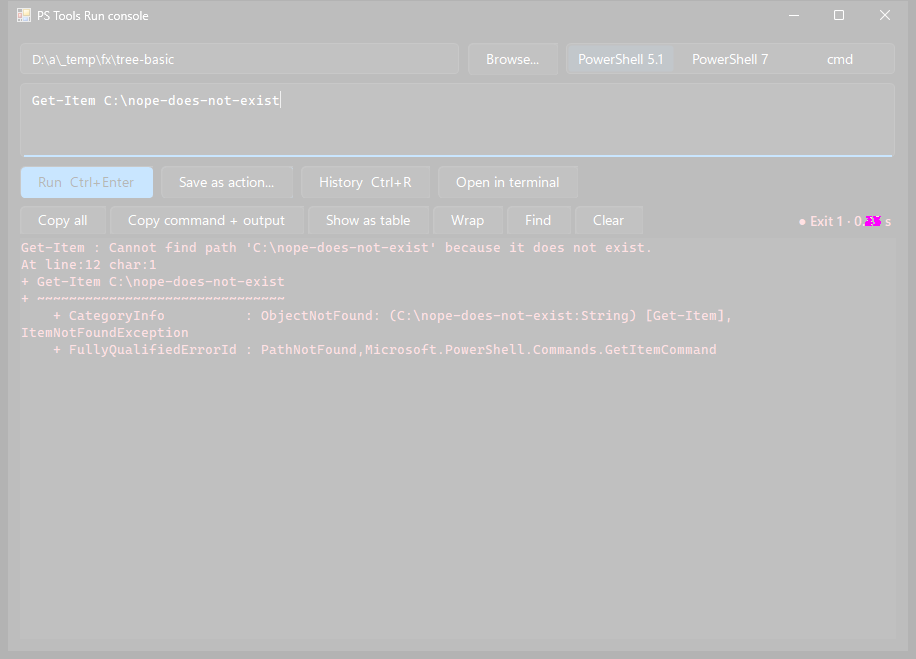 PS Tools Run console
D:\a\_temp\fx\tree-basic
Browse...
PowerShell 5.1
PowerShell 7
cmd
Get-Item C:\nope-does-not-exist
Run Ctrl+Enter
Save as action...
History Ctrl+R
Open in terminal
Copy all
Copy command + output
Show as table
Wrap
Find
Clear
● Exit 1 · 0 s
Get-Item : Cannot find path 'C:\nope-does-not-exist' because it does not exist.
At line:12 char:1
+ Get-Item C:\nope-does-not-exist
+ ~~~~~~~~~~~~~~~~~~~~~~~~~~~~~~~
    + CategoryInfo          : ObjectNotFound: (C:\nope-does-not-exist:String) [Get-Item],
ItemNotFoundException
    + FullyQualifiedErrorId : PathNotFound,Microsoft.PowerShell.Commands.GetItemCommand